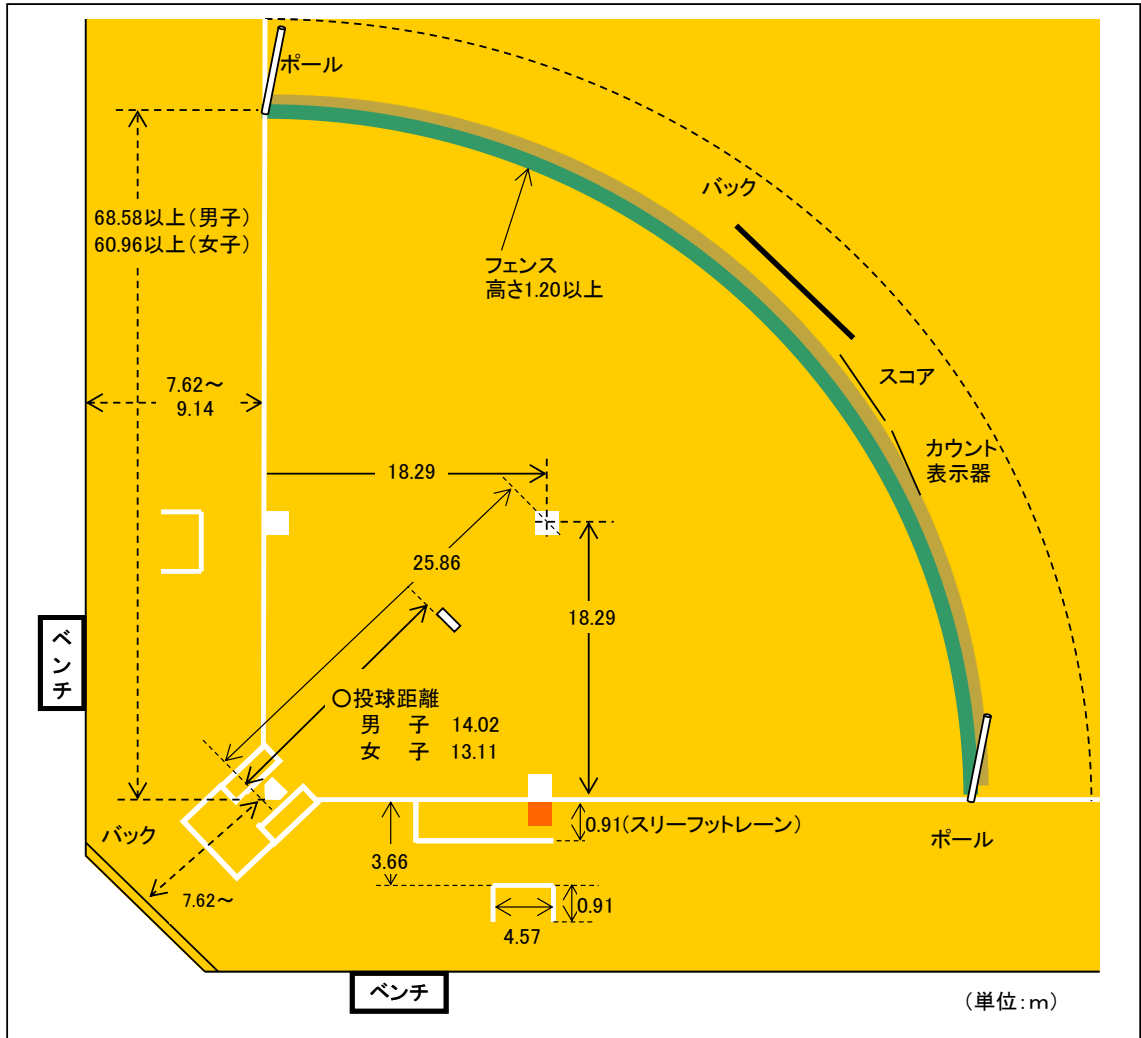 ポール
バック
68.58以上(男子)
60.96以上(女子)
フェンス
高さ1.20以上
7.62～
9.14
スコア
カウント
表示器
18.29
25.86
18.29
ベンチ
○投球距離
男　子　14.02
女　子　13.11
バック
0.91(スリーフットレーン)
ポール
3.66
7.62～
0.91
4.57
ベンチ
(単位:m)